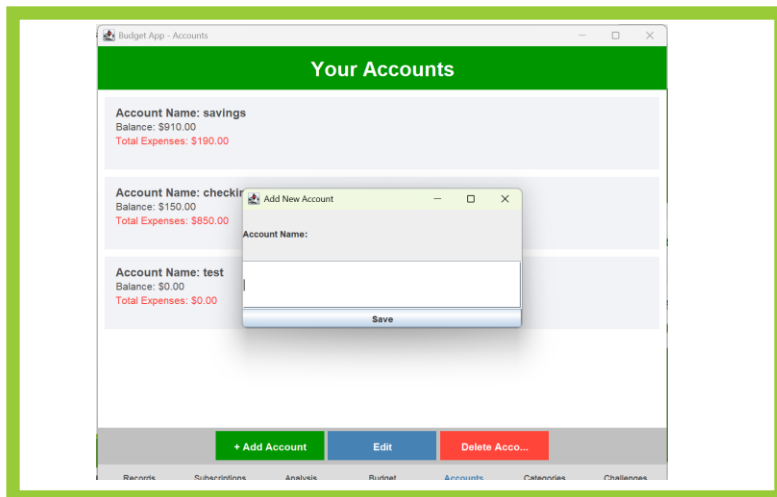 Budget App - Accounts
Your Accounts
Account Name: savings
Balance: $910.00
Total Expenses: $190.00
Account Name: checkin
Balance: $150.00
Total Expenses: $850.00
Add New Account
Account Name:
Account Name: test
Balance: $0.00
Total Expenses: $0.00
Save
+ Add Account
Edit
Delete Acco...
Records Subscriptions Analysis Budget Accounts Categories Challenges